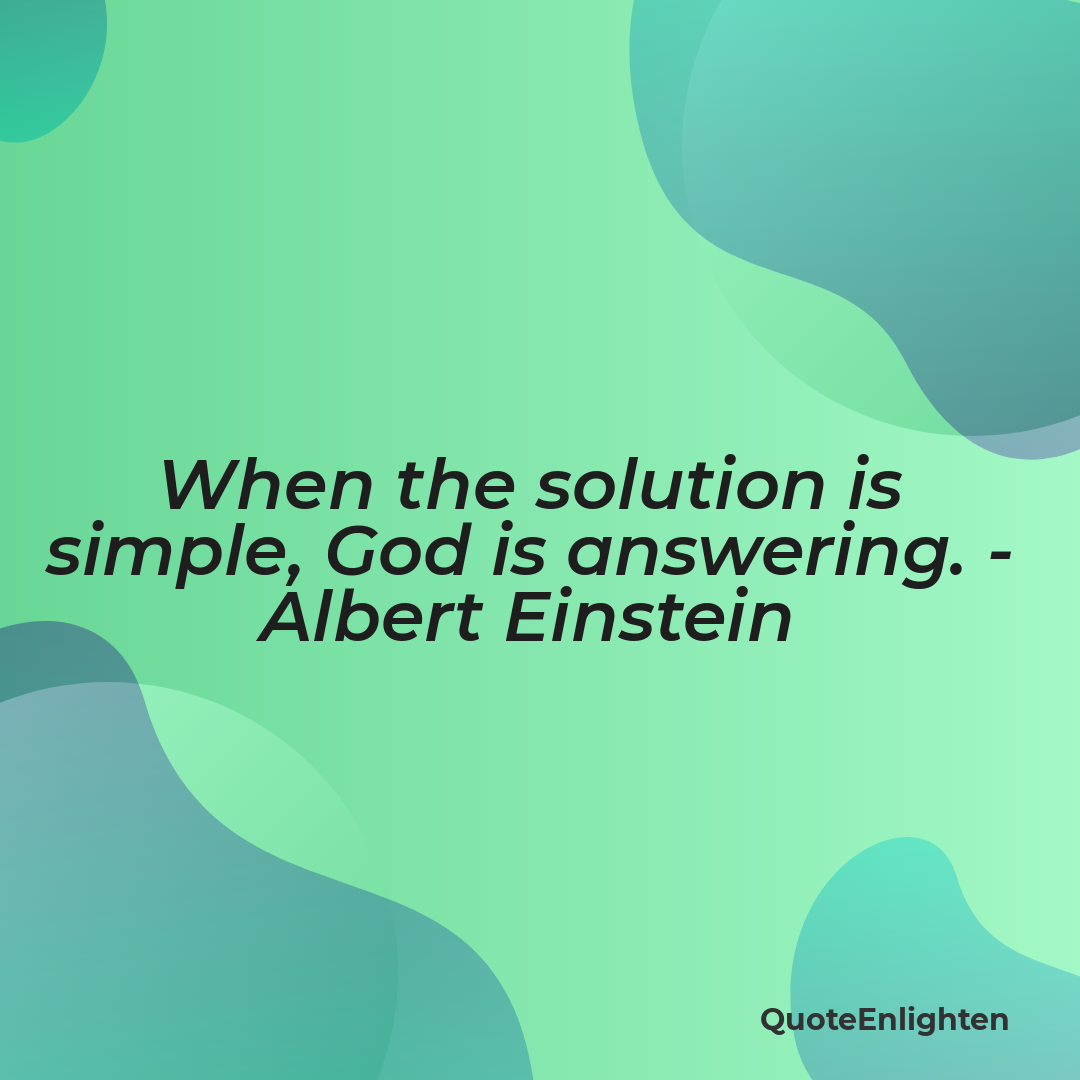 When the solution is
simple, God is answering. -
Albert Einstein
QuoteEnlighten